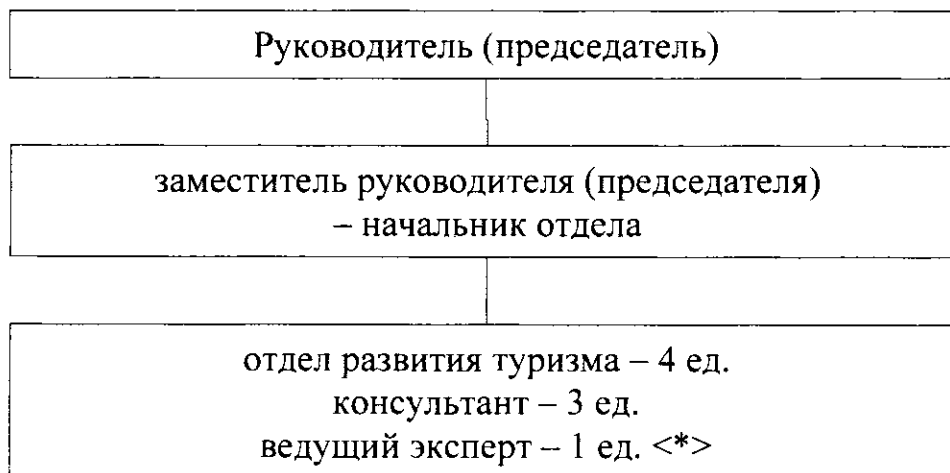 Руководитель (председатель)
заместитель руководителя (председателя)
– начальник отдела
отдел развития туризма – 4 ед.
консультант – 3 ед.
ведущий эксперт – 1 ед. <*>